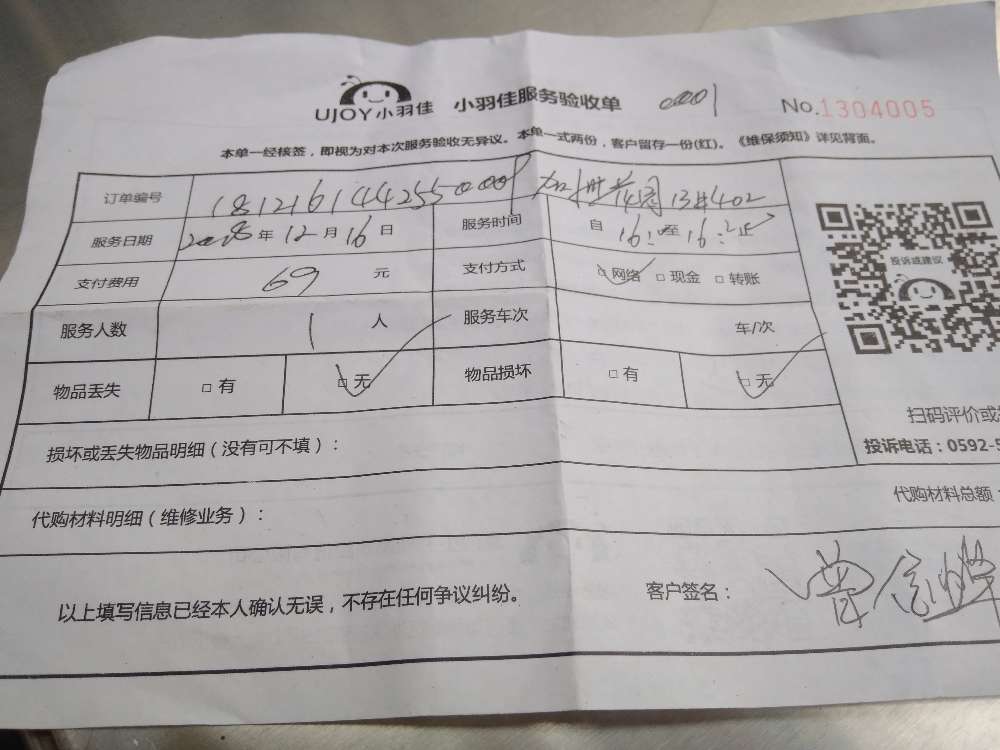 UJOY小羽佳 小羽佳服务验收单 0001 No.1304005
本单一经核签，即视为对本次服务验收无异议。本单一式两份，客户留存一份(红)。《维保须知》详见背面。
订单编号 1812161442550001 13#402
服务日期 2018年12月16日 服务时间 自 16: 至 16: 止
支付费用 69 元 支付方式 □网络 □现金 □转账
投诉或建议
服务人数 1 人 服务车次 车/次
物品丢失 □有 □无 物品损坏 □有 □无
扫码评价或
损坏或丢失物品明细（没有可不填）：
投诉电话：0592-5
代购材料明细（维修业务）：
代购材料总额：
以上填写信息已经本人确认无误，不存在任何争议纠纷。 客户签名：